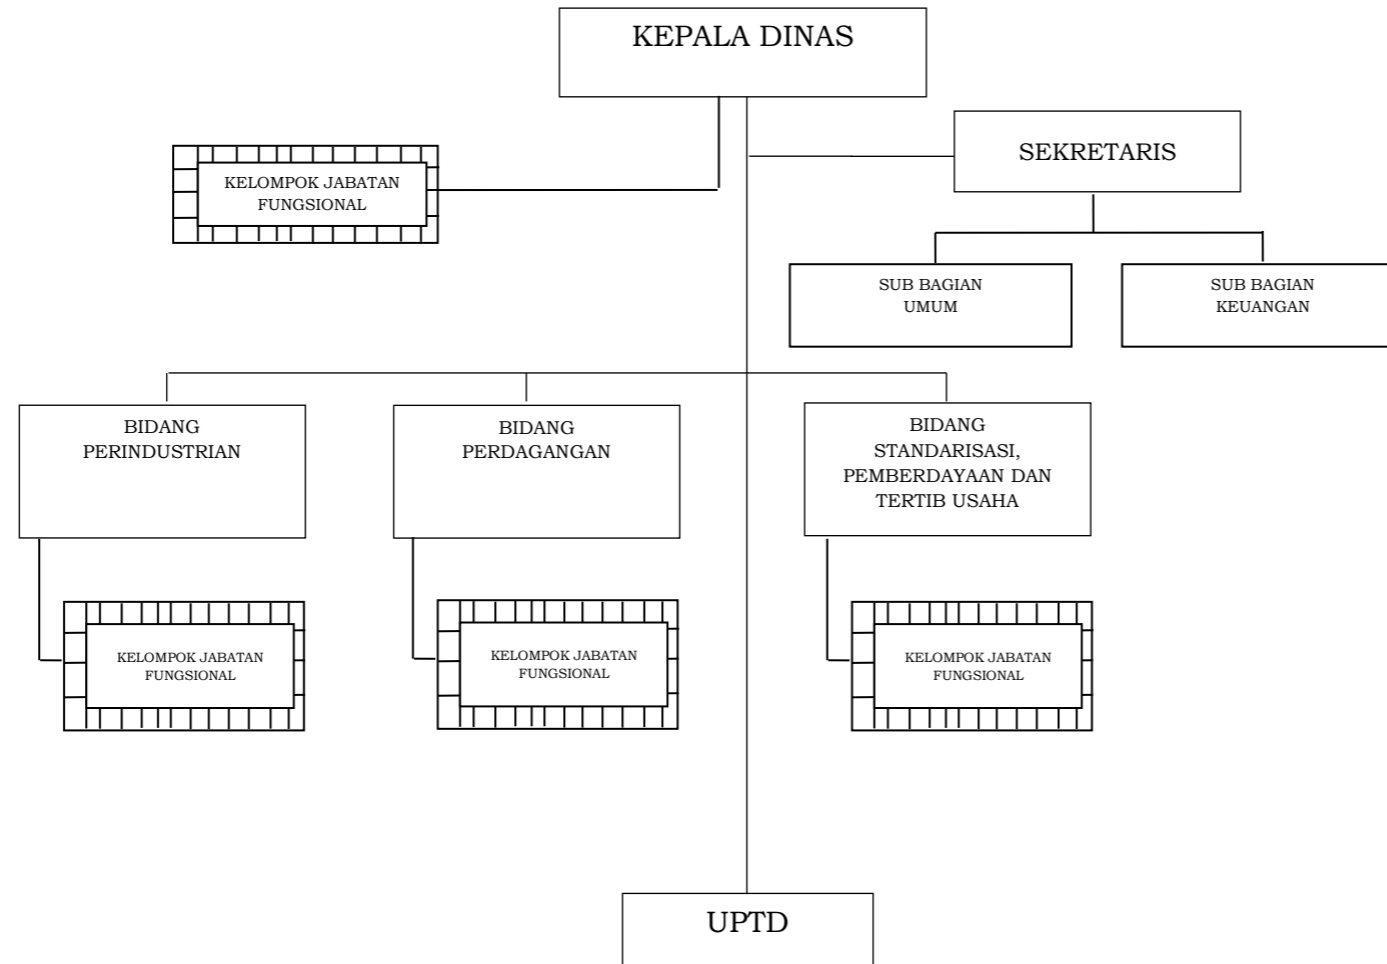 KEPALA DINAS
SEKRETARIS
KELOMPOK JABATAN
FUNGSIONAL
SUB BAGIAN
UMUM
SUB BAGIAN
KEUANGAN
BIDANG
PERINDUSTRIAN
BIDANG
PERDAGANGAN
BIDANG
STANDARISASI,
PEMBERDAYAAN DAN
TERTIB USAHA
KELOMPOK JABATAN
FUNGSIONAL
KELOMPOK JABATAN
FUNGSIONAL
KELOMPOK JABATAN
FUNGSIONAL
UPTD